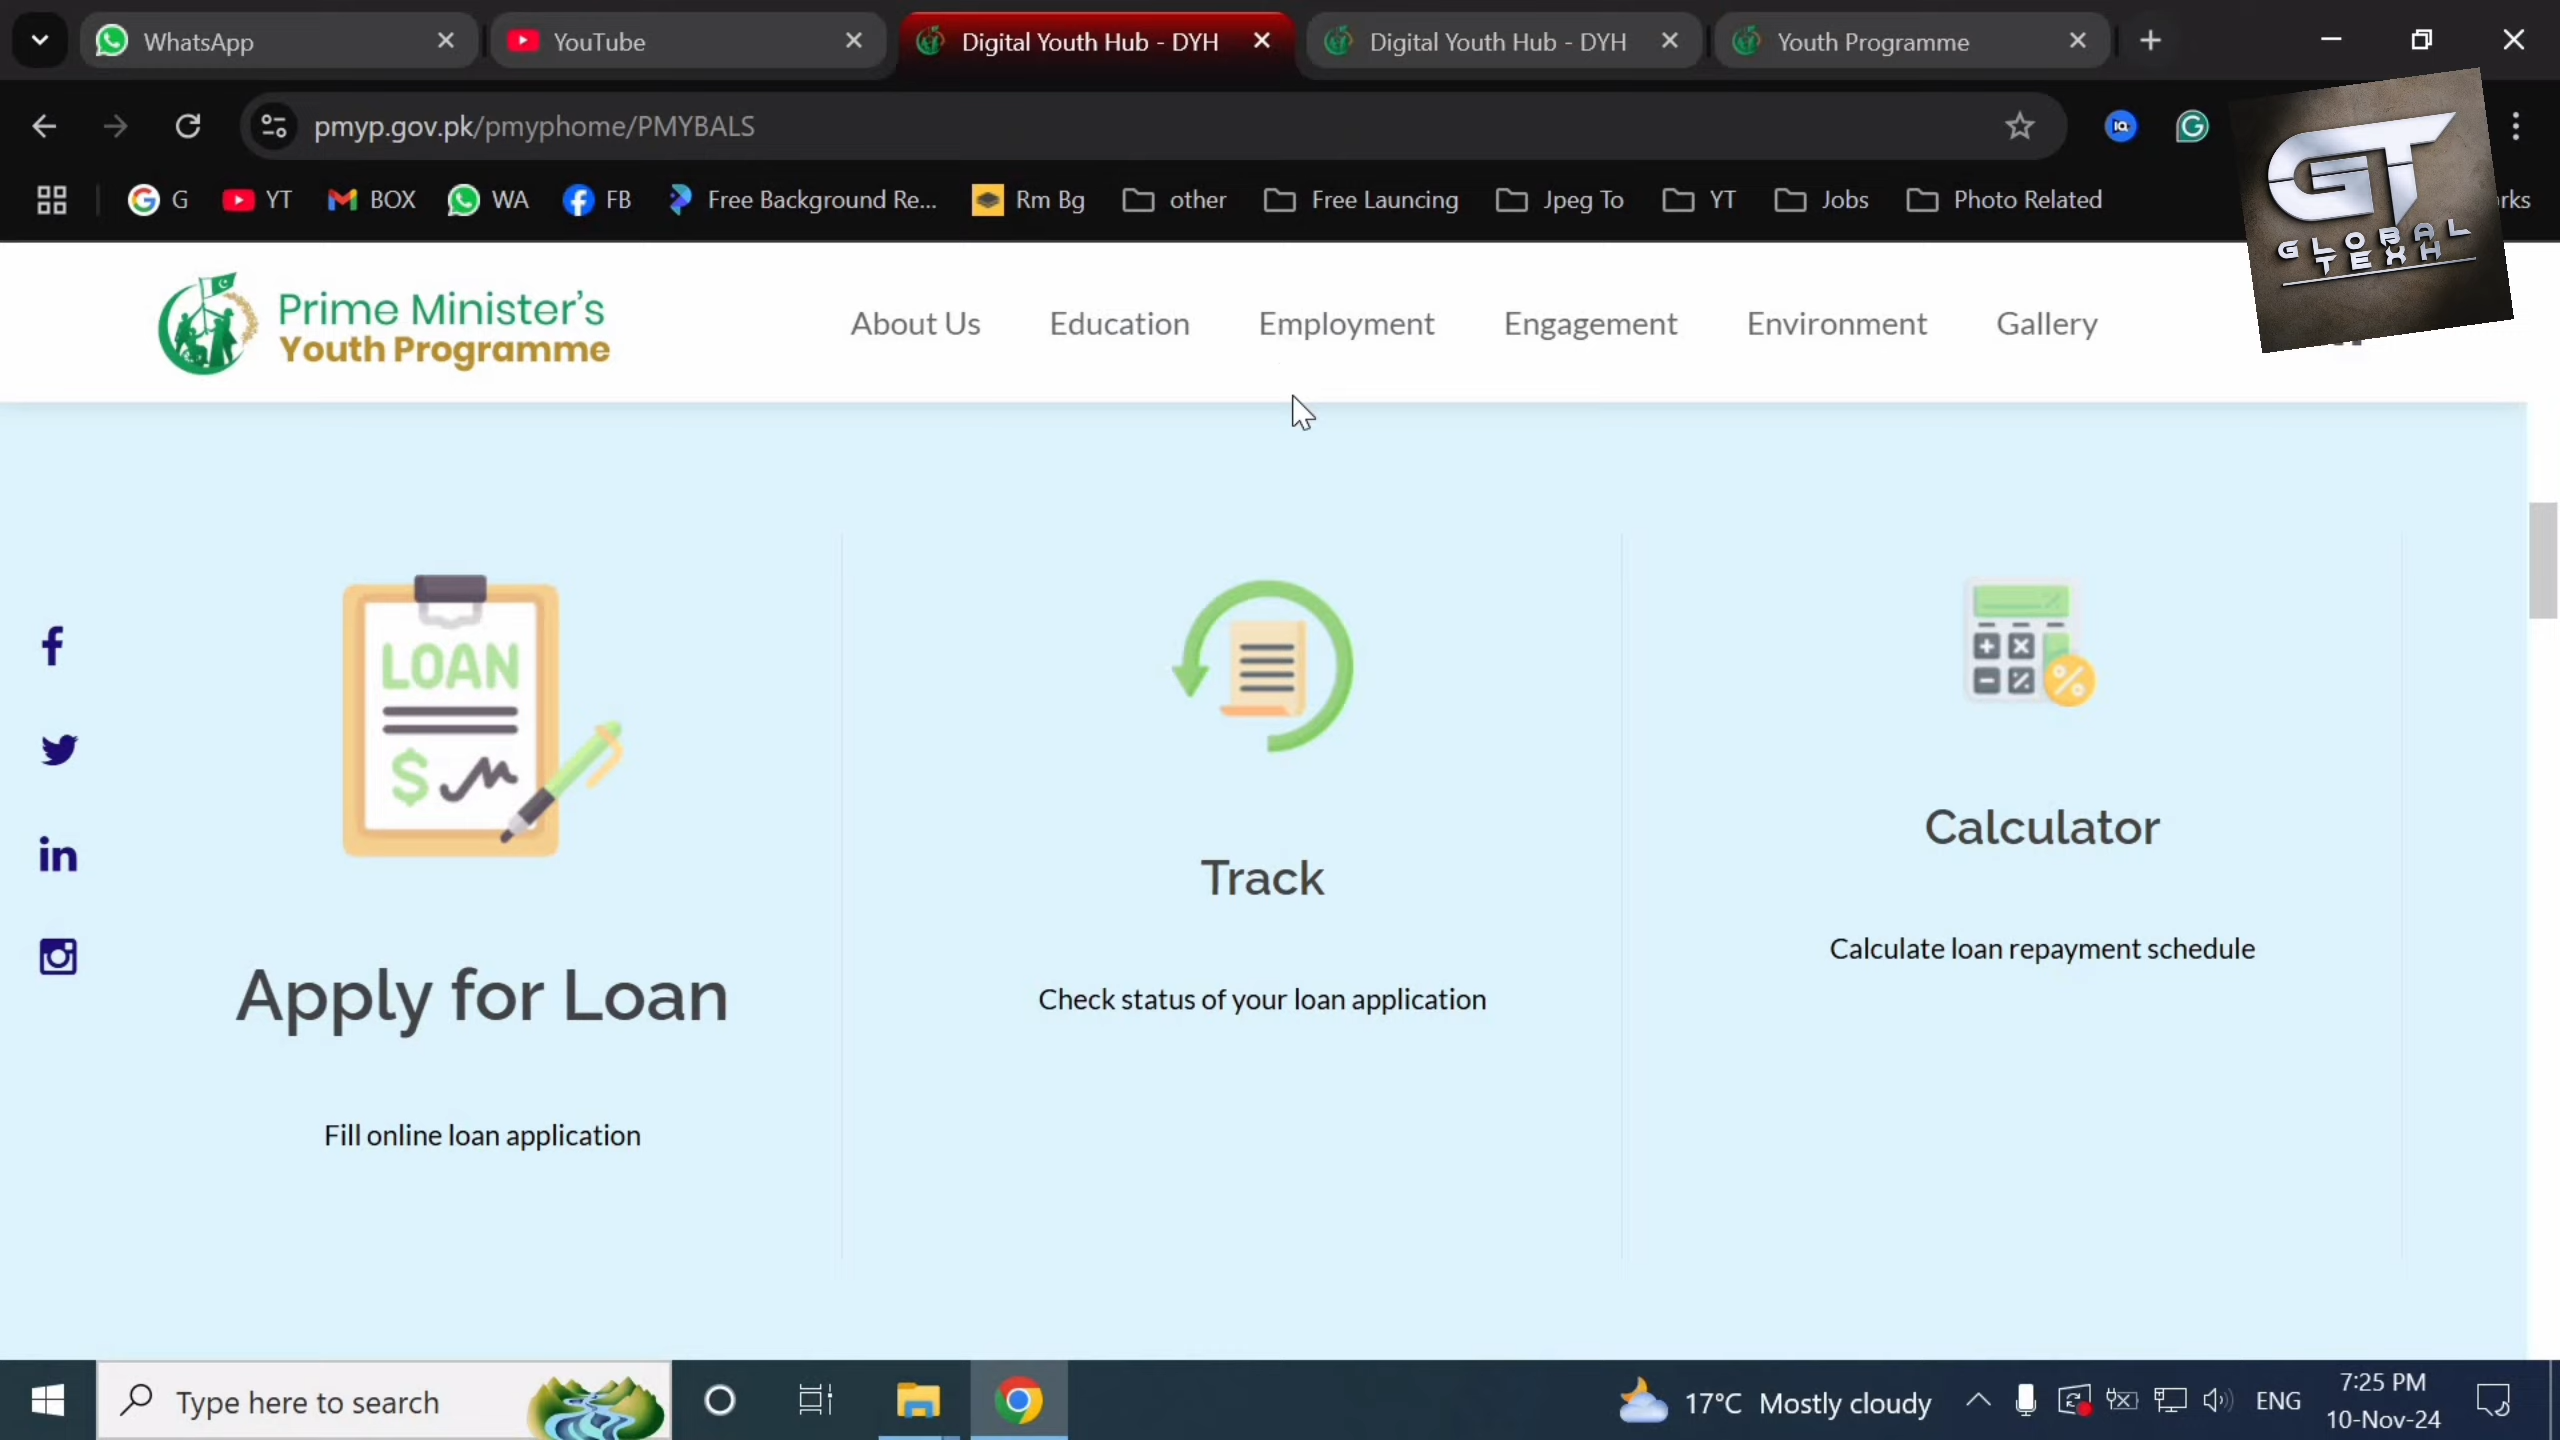 WhatsApp
YouTube
Digital Youth Hub - DYH
Digital Youth Hub - DYH
Youth Programme
pmyp.gov.pk/pmyphome/PMYBALS
G
YT
BOX
WA
FB
Free Background Re...
Rm Bg
other
Free Launcing
Jpeg To
YT
Jobs
Photo Related
rks
GT
GLOBAL
TEXH
Prime Minister's
Youth Programme
About Us
Education
Employment
Engagement
Environment
Gallery
LOAN
$
Apply for Loan
Fill online loan application
Track
Check status of your loan application
Calculator
Calculate loan repayment schedule
Type here to search
17°C Mostly cloudy
ENG
7:25 PM
10-Nov-24